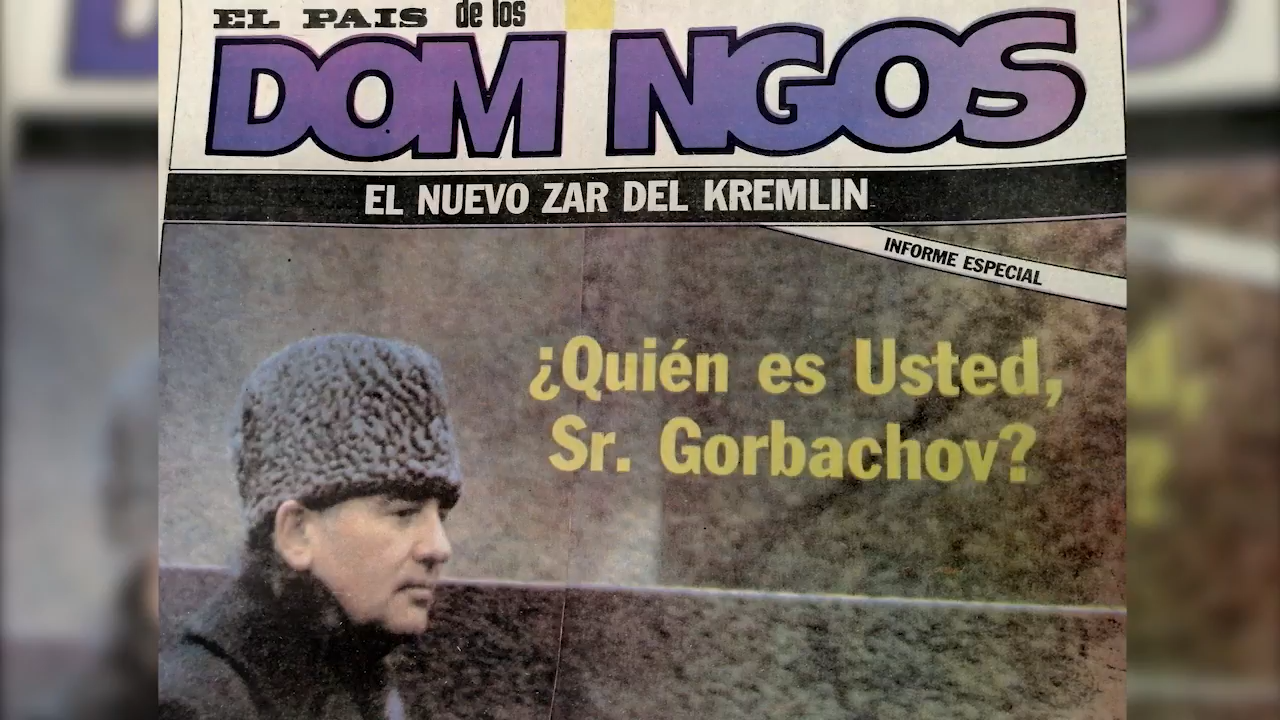 EL PAIS de los
DOM NGOS
EL NUEVO ZAR DEL KREMLIN
INFORME ESPECIAL
¿Quién es Usted,
Sr. Gorbachov?